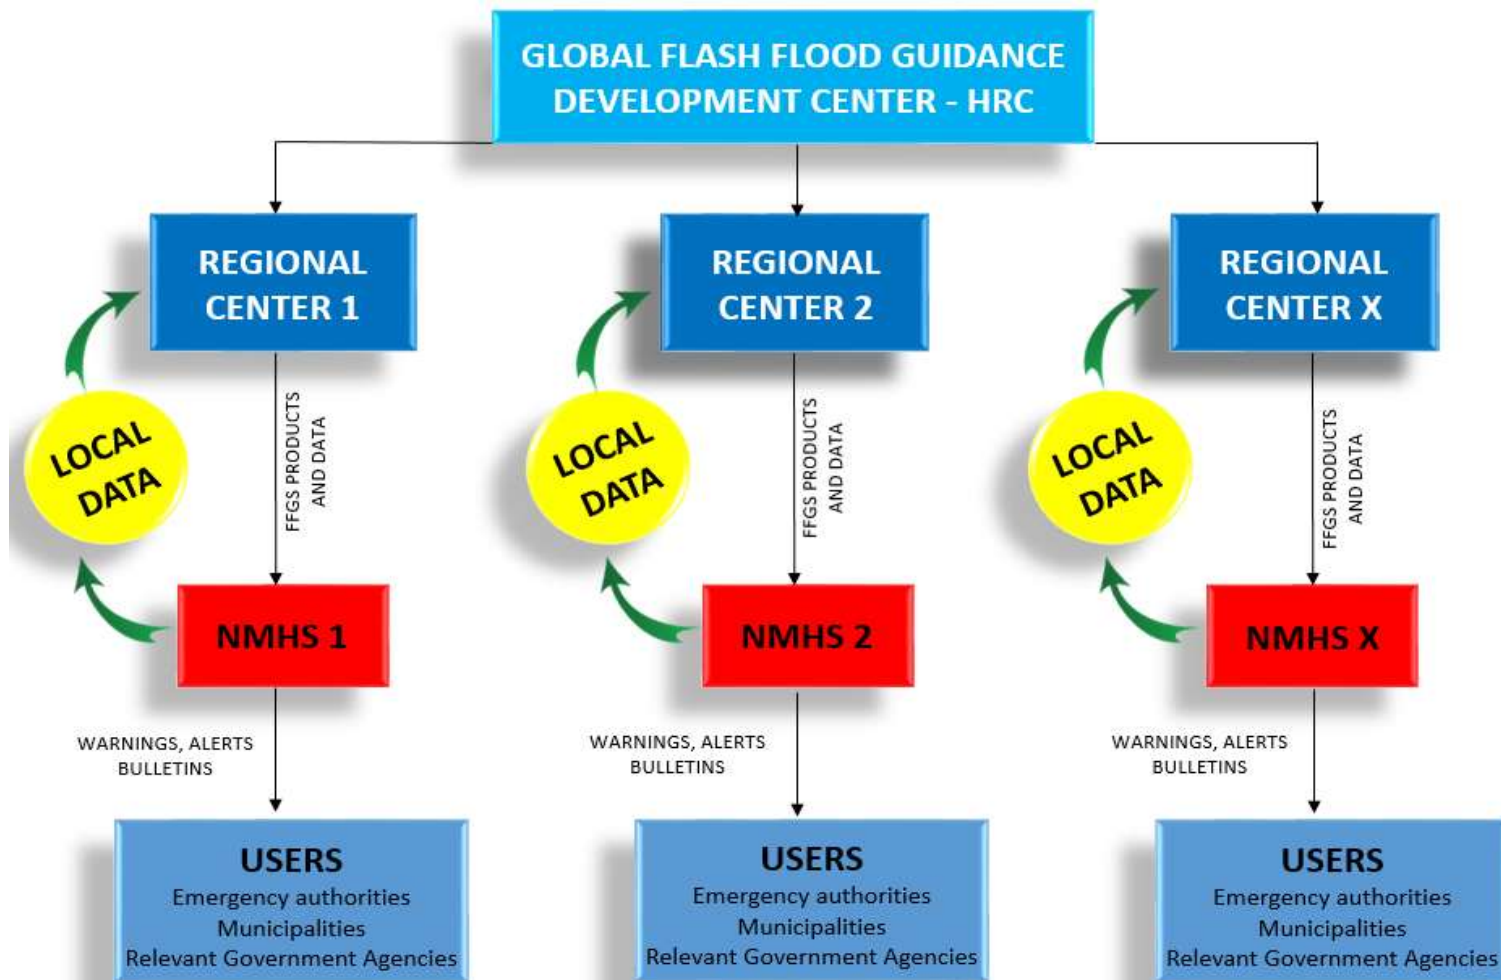 GLOBAL FLASH FLOOD GUIDANCE
DEVELOPMENT CENTER - HRC
REGIONAL
CENTER 1
REGIONAL
CENTER 2
REGIONAL
CENTER X
LOCAL
DATA
FFGS PRODUCTS
AND DATA
LOCAL
DATA
FFGS PRODUCTS
AND DATA
LOCAL
DATA
FFGS PRODUCTS
AND DATA
NMHS 1
NMHS 2
NMHS X
WARNINGS, ALERTS
BULLETINS
WARNINGS, ALERTS
BULLETINS
WARNINGS, ALERTS
BULLETINS
USERS
Emergency authorities
Municipalities
Relevant Government Agencies
USERS
Emergency authorities
Municipalities
Relevant Government Agencies
USERS
Emergency authorities
Municipalities
Relevant Government Agencies